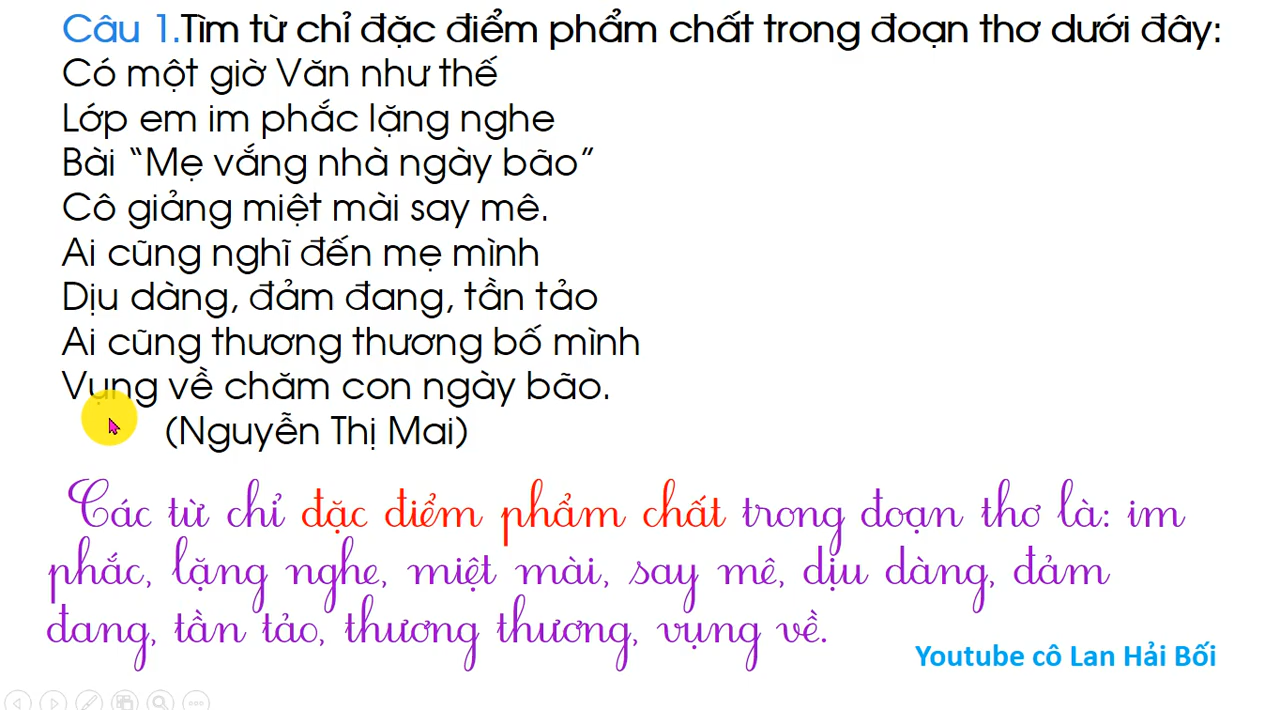 Câu 1.Tìm từ chỉ đặc điểm phẩm chất trong đoạn thơ dưới đây:
Có một giờ Văn như thế
Lớp em im phắc lặng nghe
Bài “Mẹ vắng nhà ngày bão”
Cô giảng miệt mài say mê.
Ai cũng nghĩ đến mẹ mình
Dịu dàng, đảm đang, tần tảo
Ai cũng thương thương bố mình
Vụng về chăm con ngày bão.
(Nguyễn Thị Mai)
Các từ chỉ đặc điểm phẩm chất trong đoạn thơ là: im
phắc, lặng nghe, miệt mài, say mê, dịu dàng, đảm
đang, tần tảo, thương thương, vụng về.
Youtube cô Lan Hải Bối